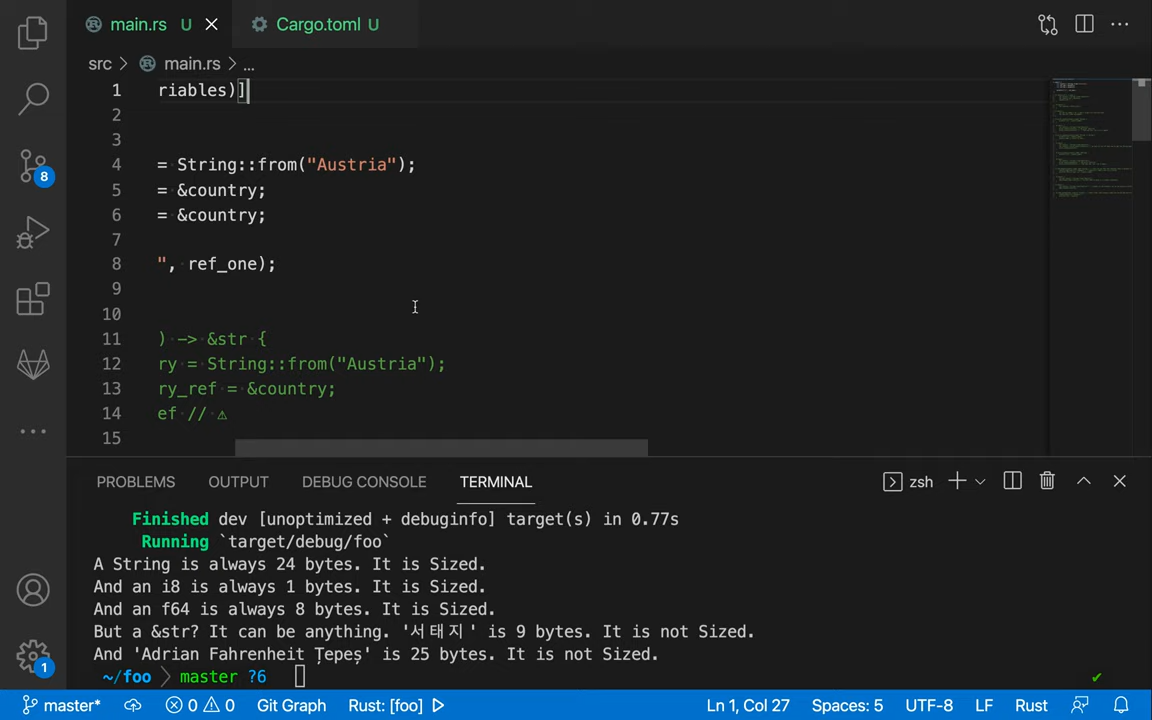 main.rs U Cargo.toml U
src > main.rs > ...
1 riables)]
2
3
4 = String::from("Austria");
5 = &country;
6 = &country;
7
8 ", ref_one);
9
10
11 ) -> &str {
12 ry = String::from("Austria");
13 ry_ref = &country;
14 ef // ⚠
15
8
PROBLEMS OUTPUT DEBUG CONSOLE TERMINAL zsh
Finished dev [unoptimized + debuginfo] target(s) in 0.77s
Running `target/debug/foo`
A String is always 24 bytes. It is Sized.
And an i8 is always 1 bytes. It is Sized.
And an f64 is always 8 bytes. It is Sized.
But a &str? It can be anything. '서태지' is 9 bytes. It is not Sized.
And 'Adrian Fahrenheit Țepeș' is 25 bytes. It is not Sized.
~/foo > master ?6 ✔
1
master* 0 0 Git Graph Rust: [foo] Ln 1, Col 27 Spaces: 5 UTF-8 LF Rust